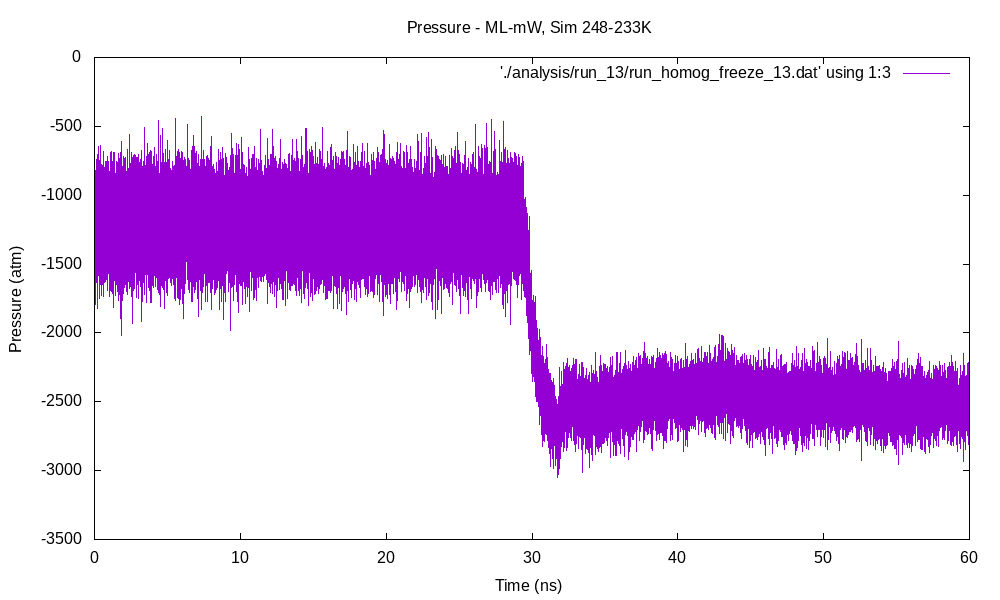 Pressure - ML-mW, Sim 248-233K
'./analysis/run_13/run_homog_freeze_13.dat' using 1:3
0
-500
-1000
-1500
-2000
-2500
-3000
-3500
Pressure (atm)
0 10 20 30 40 50 60
Time (ns)